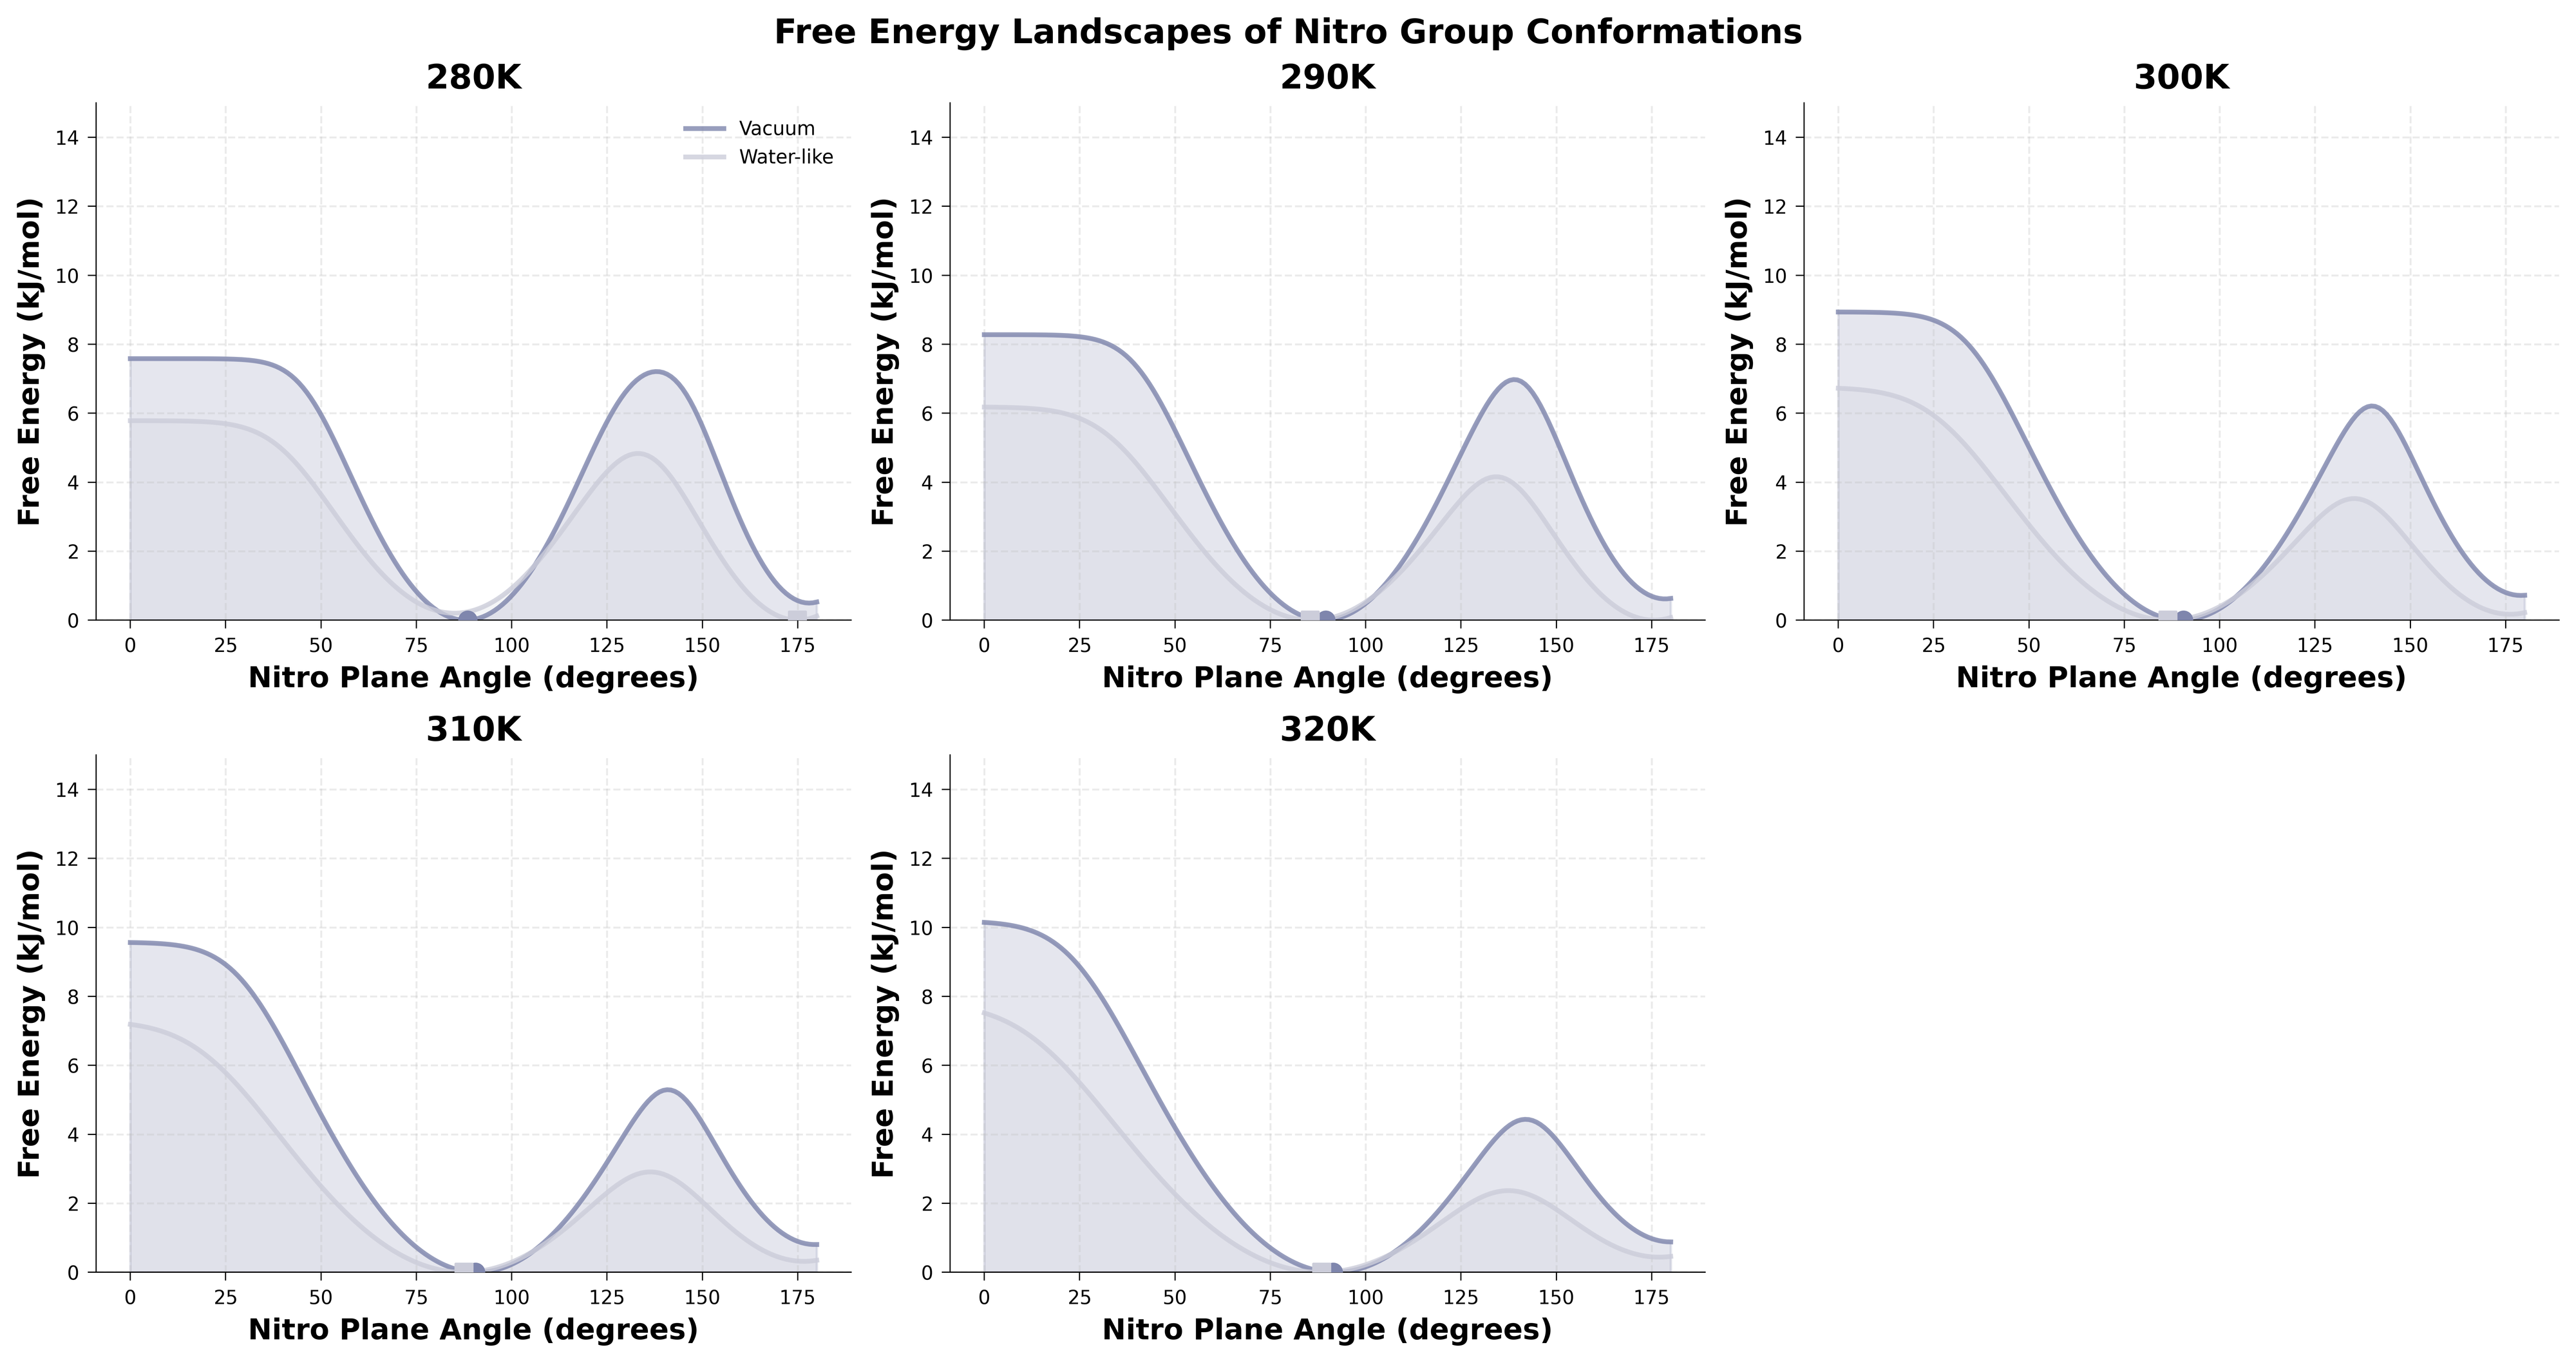 Free Energy Landscapes of Nitro Group Conformations
280K
Vacuum
Water-like
14
12
10
8
6
4
2
0
Free Energy (kJ/mol)
0 25 50 75 100 125 150 175
Nitro Plane Angle (degrees)
290K
14
12
10
8
6
4
2
0
Free Energy (kJ/mol)
0 25 50 75 100 125 150 175
Nitro Plane Angle (degrees)
300K
14
12
10
8
6
4
2
0
Free Energy (kJ/mol)
0 25 50 75 100 125 150 175
Nitro Plane Angle (degrees)
310K
14
12
10
8
6
4
2
0
Free Energy (kJ/mol)
0 25 50 75 100 125 150 175
Nitro Plane Angle (degrees)
320K
14
12
10
8
6
4
2
0
Free Energy (kJ/mol)
0 25 50 75 100 125 150 175
Nitro Plane Angle (degrees)